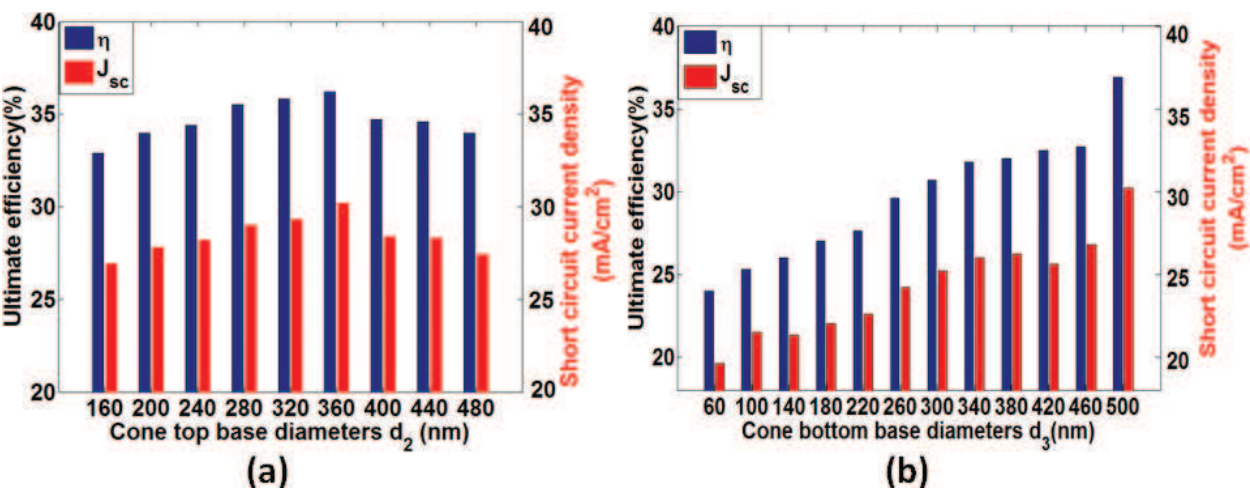 40
35
30
25
20
Ultimate efficiency(%)
η
J_sc
40
35
30
25
20
Short circuit current density
(mA/cm²)
160 200 240 280 320 360 400 440 480
Cone top base diameters d₂ (nm)
(a)
40
35
30
25
20
Ultimate efficiency(%)
η
J_sc
40
35
30
25
20
Short circuit current density
(mA/cm²)
60 100 140 180 220 260 300 340 380 420 460 500
Cone bottom base diameters d₃(nm)
(b)